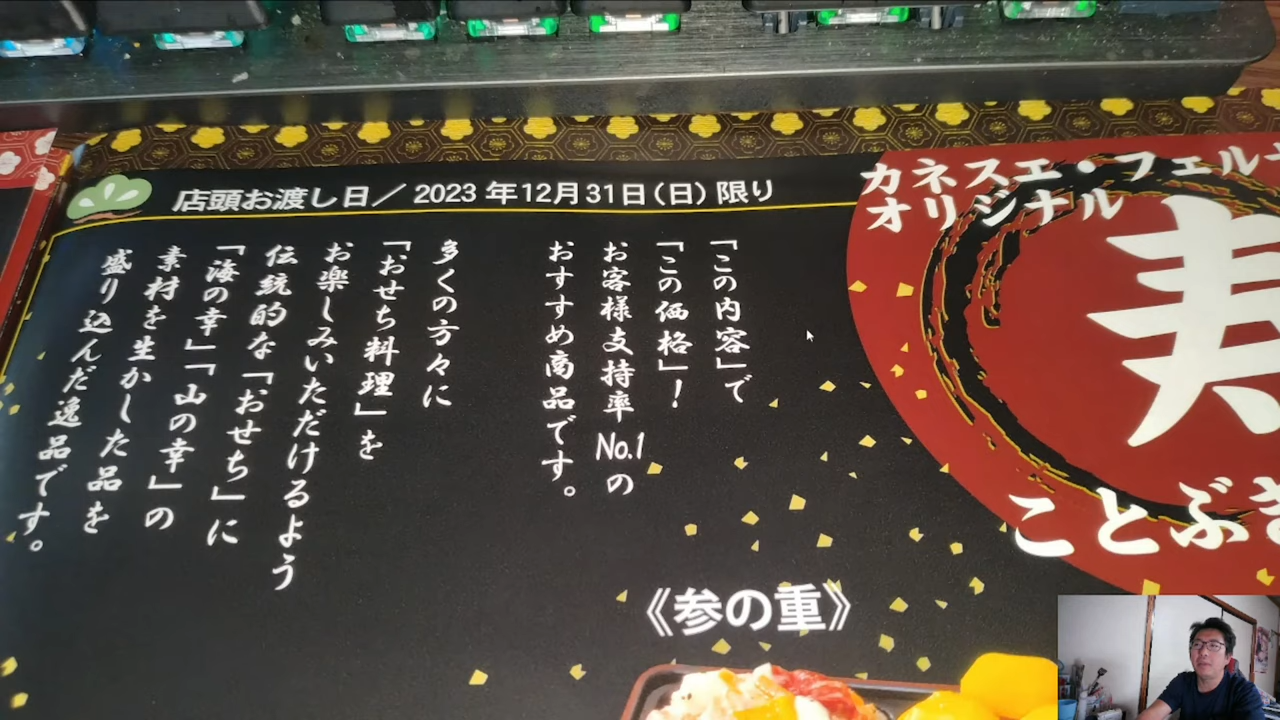 店頭お渡し日／2023年12月31日(日)限り
カネスエ・フェル
オリジナル
寿
ことぶき
「この内容」で
「この価格」！
お客様支持率No.1の
おすすめ商品です。
多くの方々に
「おせち料理」を
お楽しみいただけるよう
伝統的な「おせち」に
「海の幸」「山の幸」の
素材を生かした品を
盛り込んだ逸品です。
《参の重》